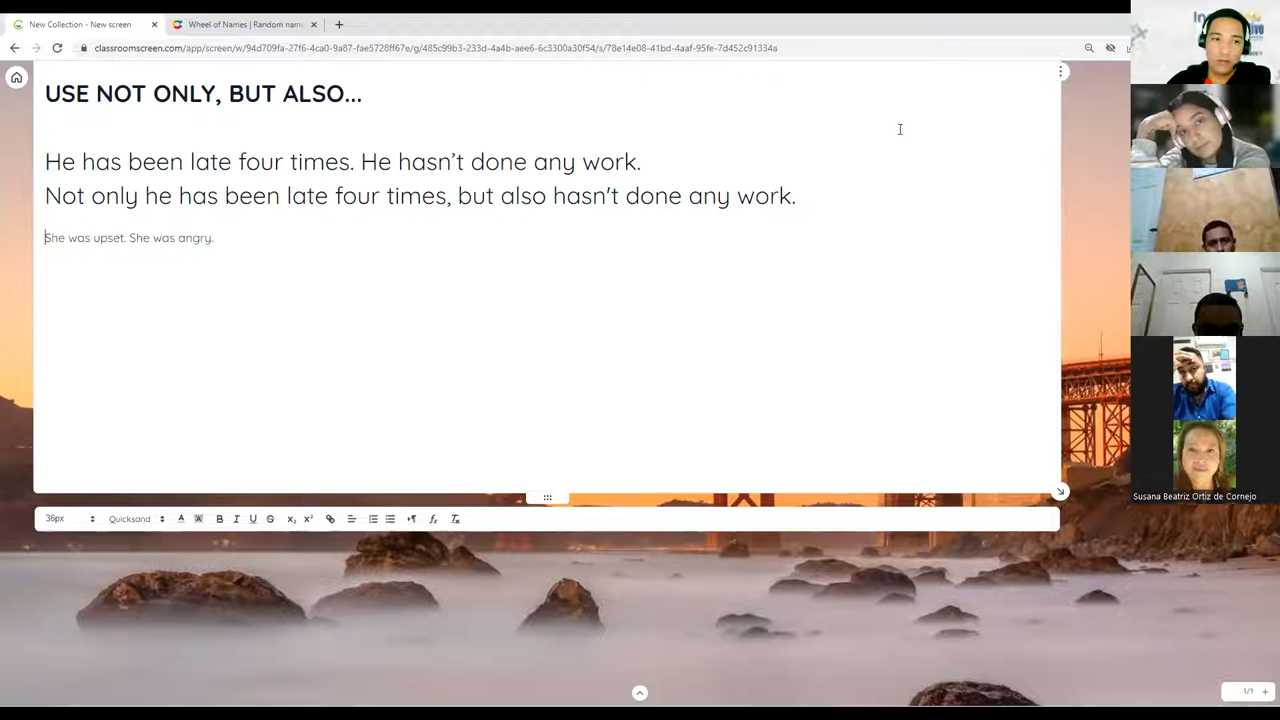 New Collection - New screen
Wheel of Names | Random name
classroomscreen.com/app/screen/w/94d709fa-27f6-4ca0-9a87-fae5728ff67e/g/485c99b3-233d-4a4b-aee6-6c3300a30f54/s/78e14e08-41bd-4aaf-95fe-7d452c91334a
USE NOT ONLY, BUT ALSO...
He has been late four times. He hasn't done any work.
Not only he has been late four times, but also hasn't done any work.
She was upset. She was angry.
Susana Beatriz Ortiz de Cornejo
36px
Quicksand
1/1